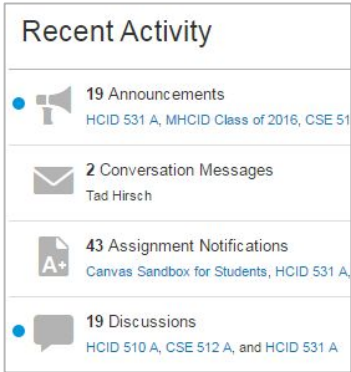 Recent Activity
19 Announcements
HCID 531 A, MHCID Class of 2016, CSE 51
2 Conversation Messages
Tad Hirsch
A+
43 Assignment Notifications
Canvas Sandbox for Students, HCID 531 A,
19 Discussions
HCID 510 A, CSE 512 A, and HCID 531 A